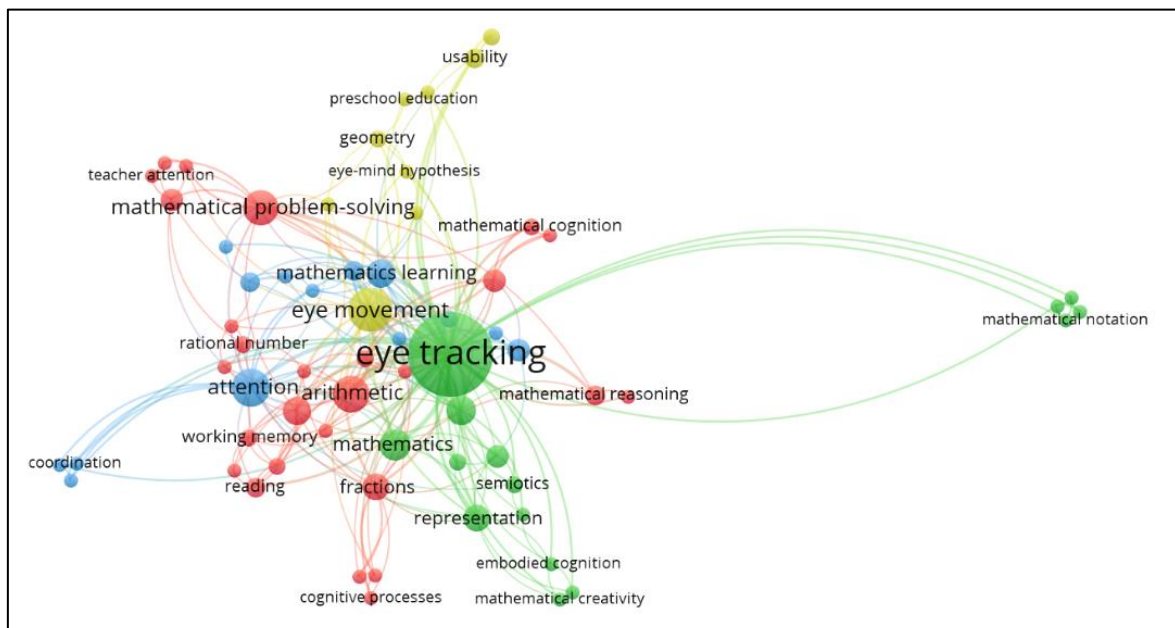 usability
preschool education
geometry
eye-mind hypothesis
teacher attention
mathematical problem-solving
mathematical cognition
mathematics learning
eye movement
mathematical notation
rational number
eye tracking
attention
arithmetic
mathematical reasoning
working memory
mathematics
coordination
reading
fractions
semiotics
representation
embodied cognition
cognitive processes
mathematical creativity